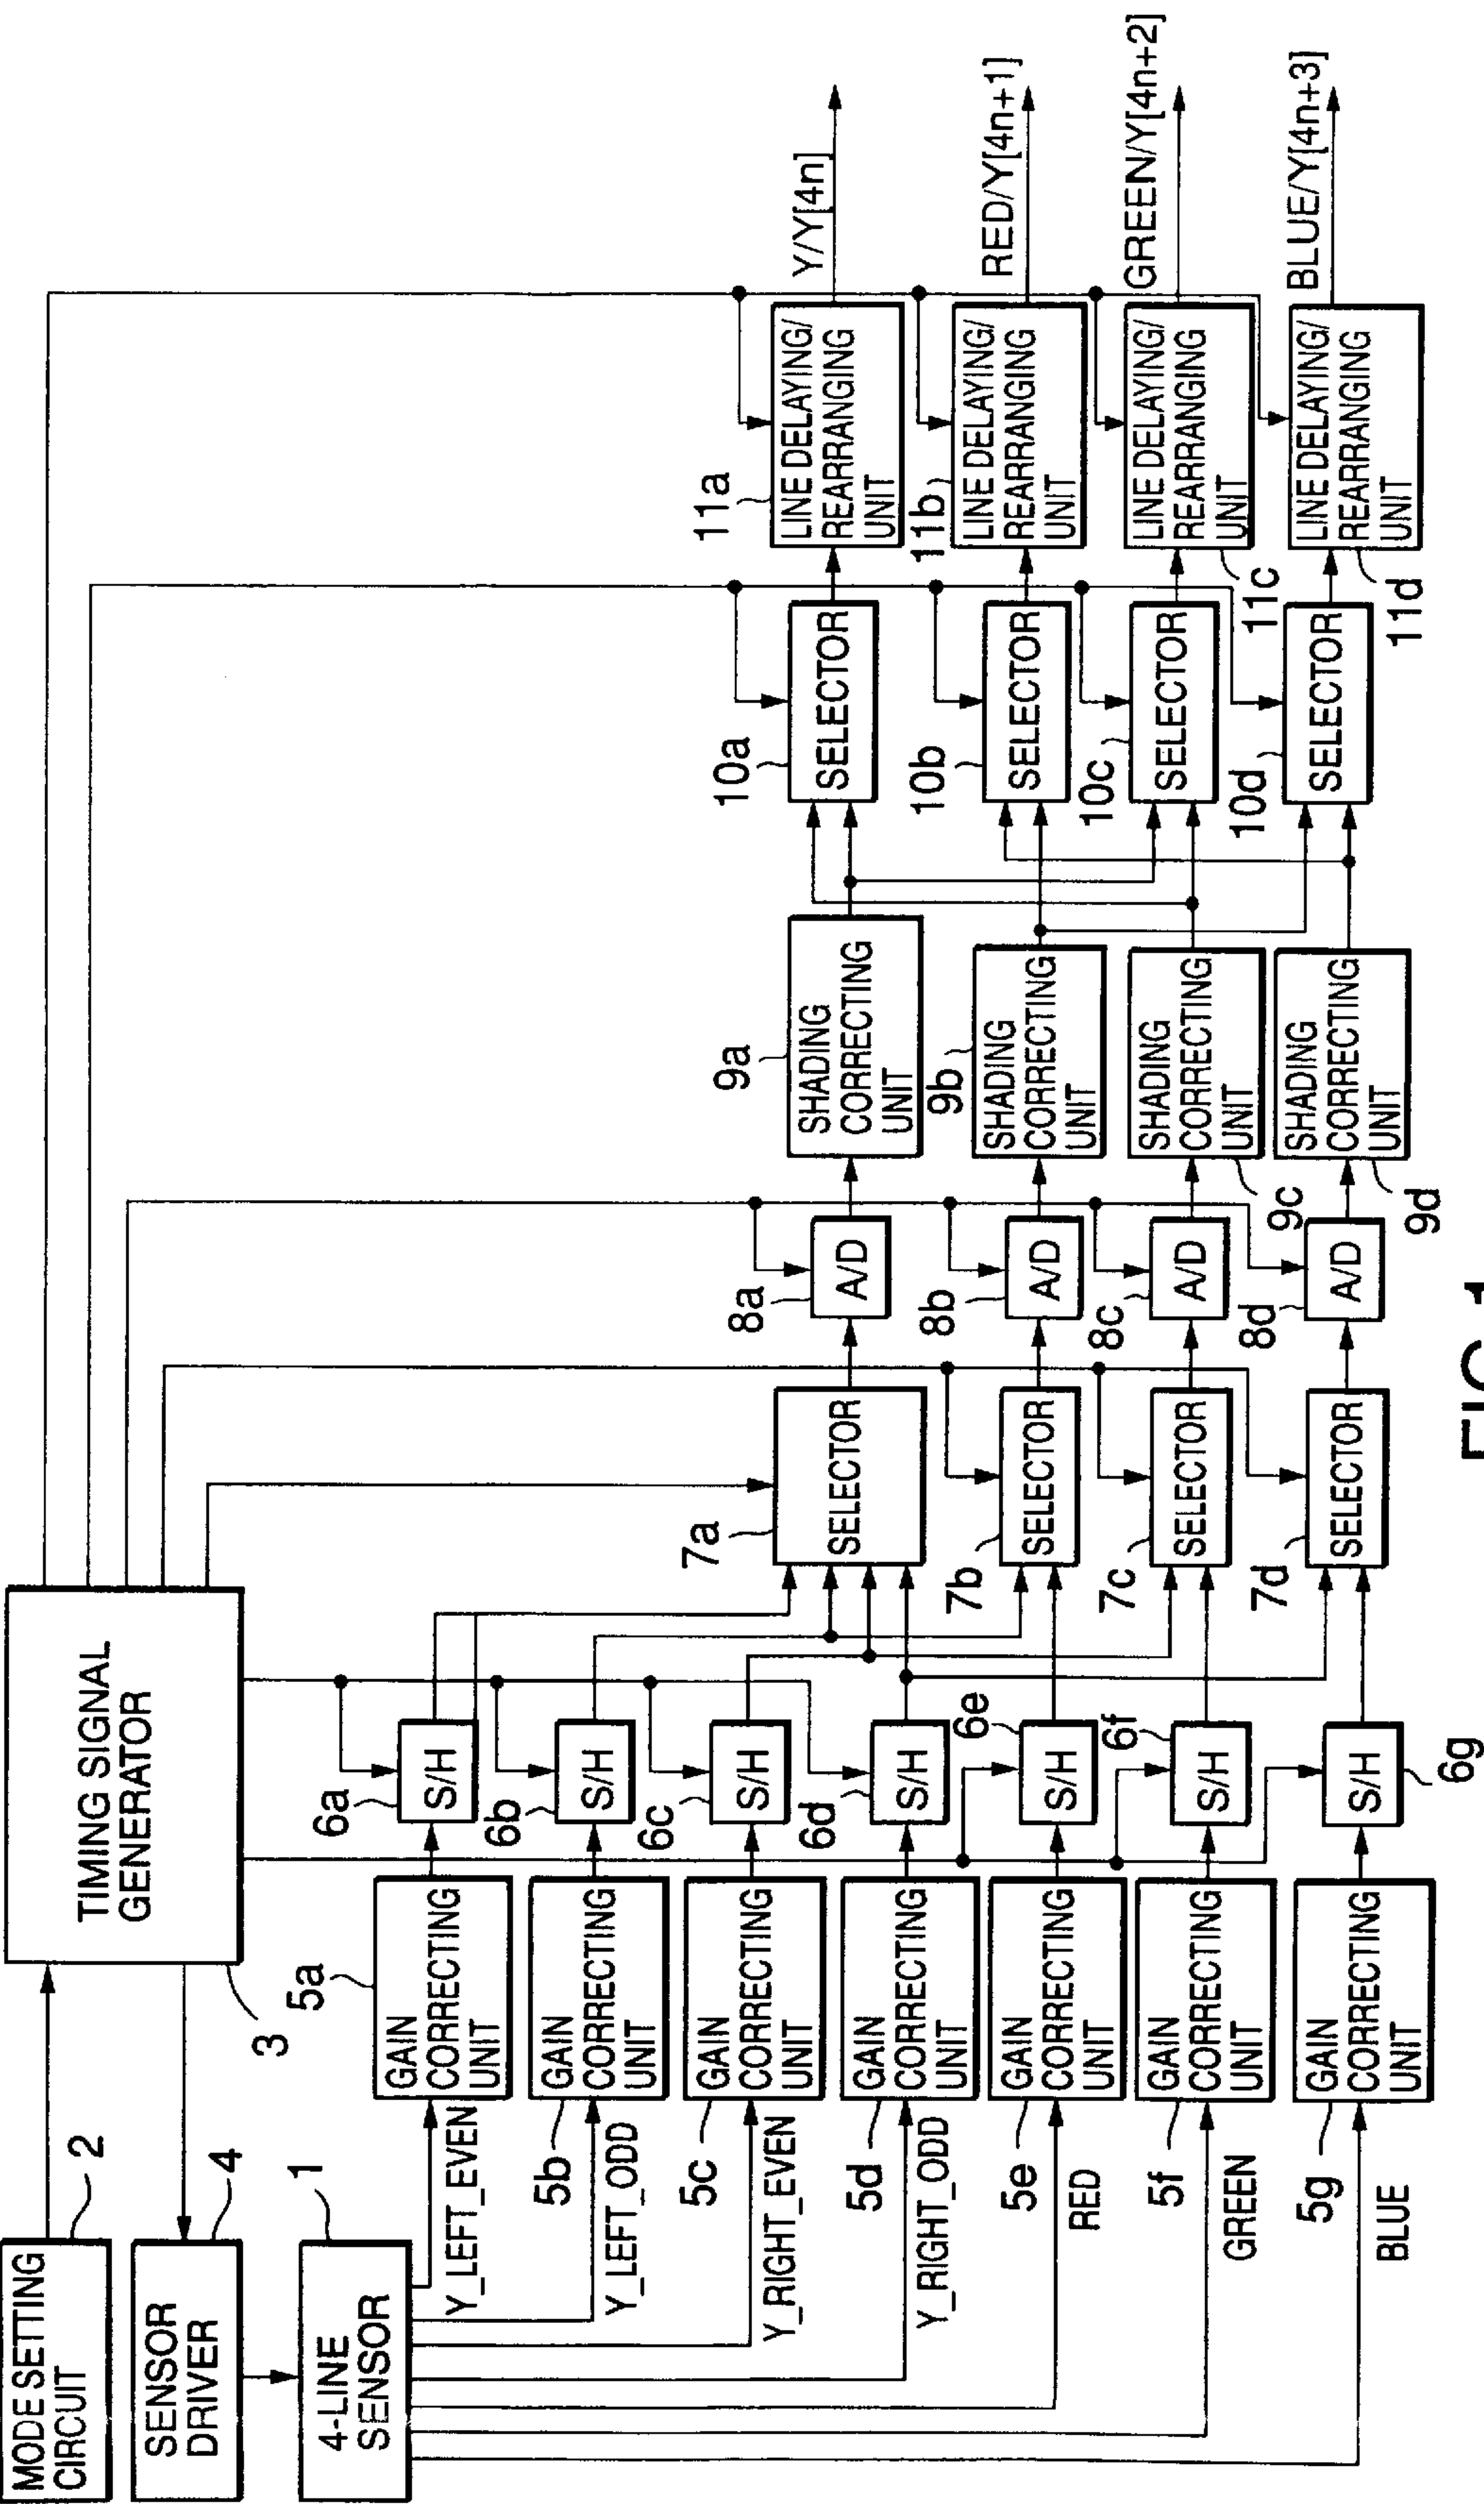 MODE SETTING
CIRCUIT
2
TIMING SIGNAL
GENERATOR
3
SENSOR
DRIVER
4
4-LINE
SENSOR
1
Y_LEFT_EVEN
5a
GAIN
CORRECTING
UNIT
6a
S/H
Y_LEFT_ODD
5b
GAIN
CORRECTING
UNIT
6b
S/H
Y_RIGHT_EVEN
5c
GAIN
CORRECTING
UNIT
6c
S/H
Y_RIGHT_ODD
5d
GAIN
CORRECTING
UNIT
6d
S/H
RED
5e
GAIN
CORRECTING
UNIT
6e
S/H
GREEN
5f
GAIN
CORRECTING
UNIT
6f
S/H
BLUE
5g
GAIN
CORRECTING
UNIT
6g
S/H
7a
SELECTOR
8a
A/D
9a
SHADING
CORRECTING
UNIT
10a
SELECTOR
11a
LINE DELAYING/
REARRANGING
UNIT
Y/Y[4n]
7b
SELECTOR
8b
A/D
9b
SHADING
CORRECTING
UNIT
10b
SELECTOR
11b
LINE DELAYING/
REARRANGING
UNIT
RED/Y[4n+1]
7c
SELECTOR
8c
A/D
9c
SHADING
CORRECTING
UNIT
10c
SELECTOR
11c
LINE DELAYING/
REARRANGING
UNIT
GREEN/Y[4n+2]
7d
SELECTOR
8d
A/D
9d
SHADING
CORRECTING
UNIT
10d
SELECTOR
11d
LINE DELAYING/
REARRANGING
UNIT
BLUE/Y[4n+3]